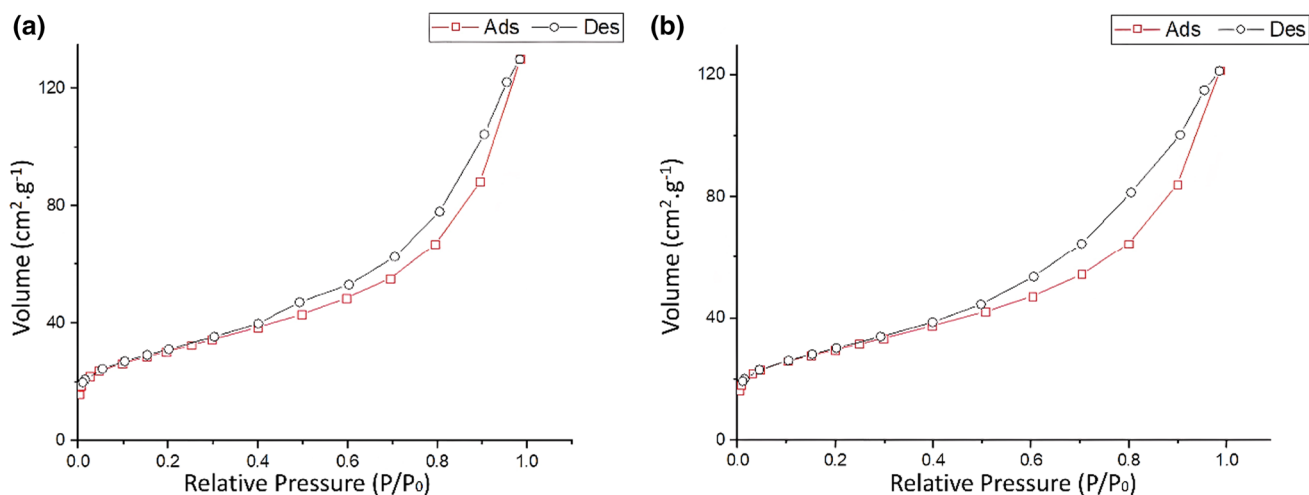 (a)
Ads Des
Volume (cm².g⁻¹)
120
80
40
0
0.0 0.2 0.4 0.6 0.8 1.0
Relative Pressure (P/P₀)
(b)
Ads Des
Volume (cm².g⁻¹)
120
80
40
0
0.0 0.2 0.4 0.6 0.8 1.0
Relative Pressure (P/P₀)